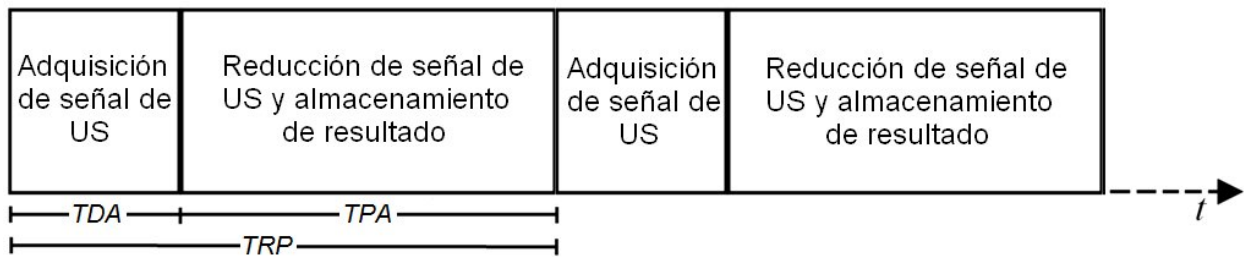 Adquisición
de señal de
US
Reducción de señal de
US y almacenamiento
de resultado
Adquisición
de señal de
US
Reducción de señal de
US y almacenamiento
de resultado
TDA
TPA
t
TRP